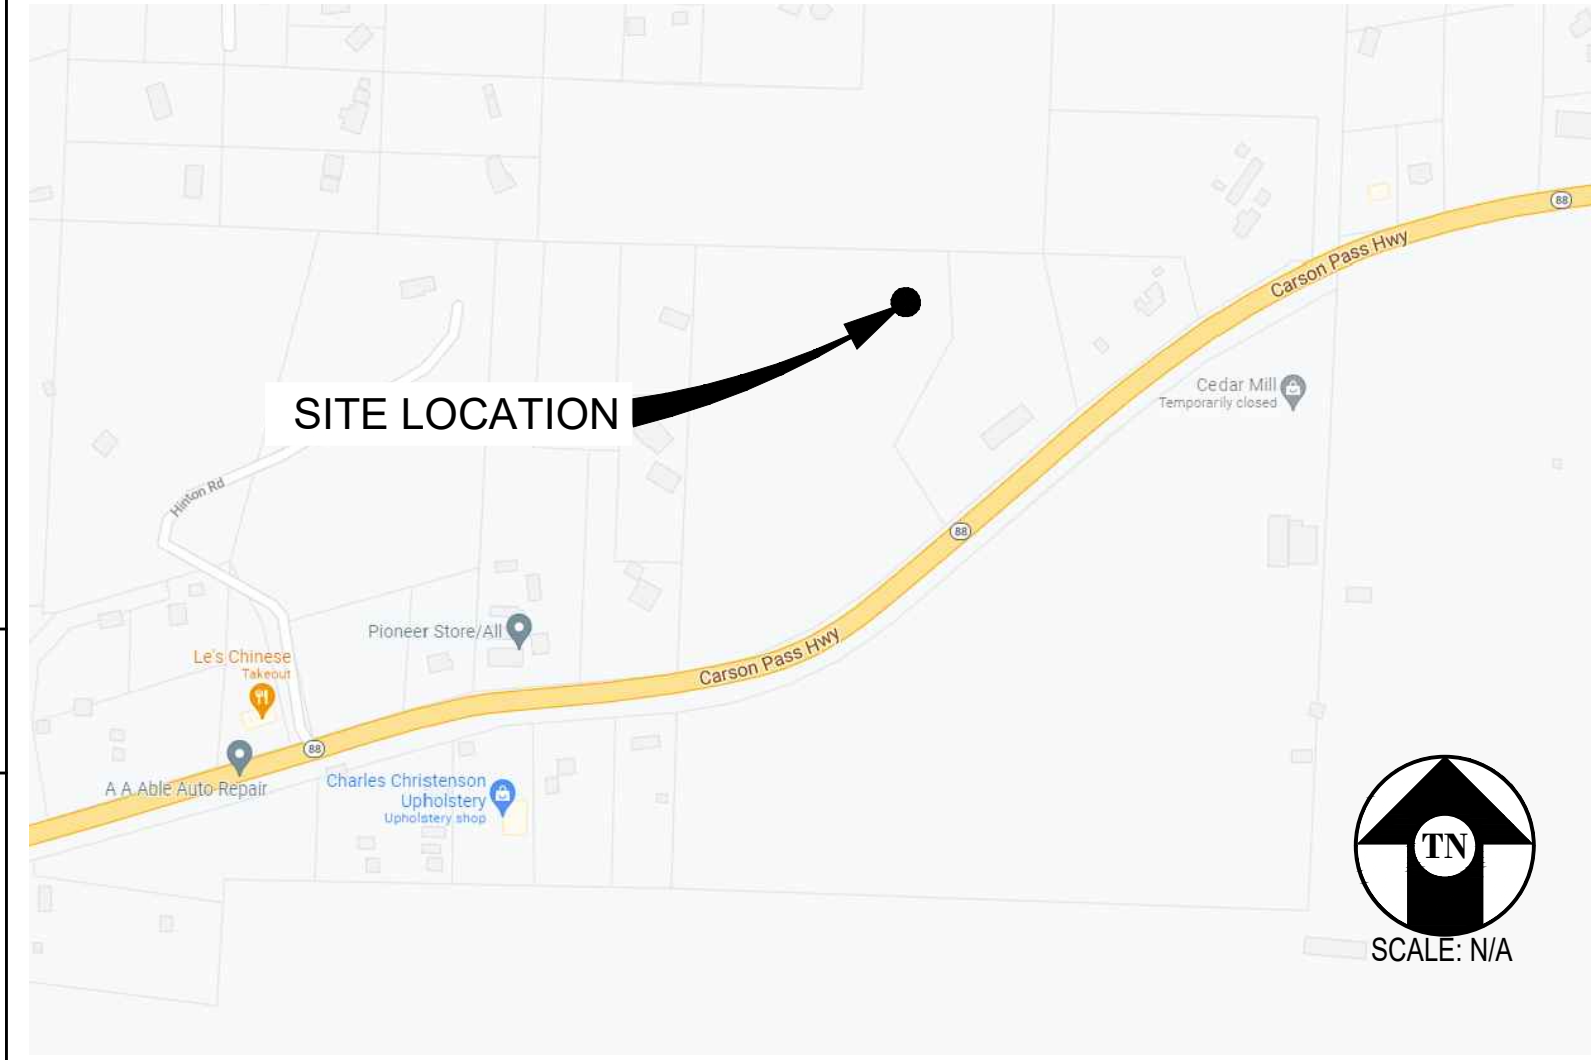 88
Carson Pass Hwy
Cedar Mill
Temporarily closed
SITE LOCATION
Hinton Rd
88
Pioneer Store/All
Carson Pass Hwy
Le's Chinese
Takeout
88
A A Able Auto Repair
Charles Christenson
Upholstery
Upholstery shop
TN
SCALE: N/A